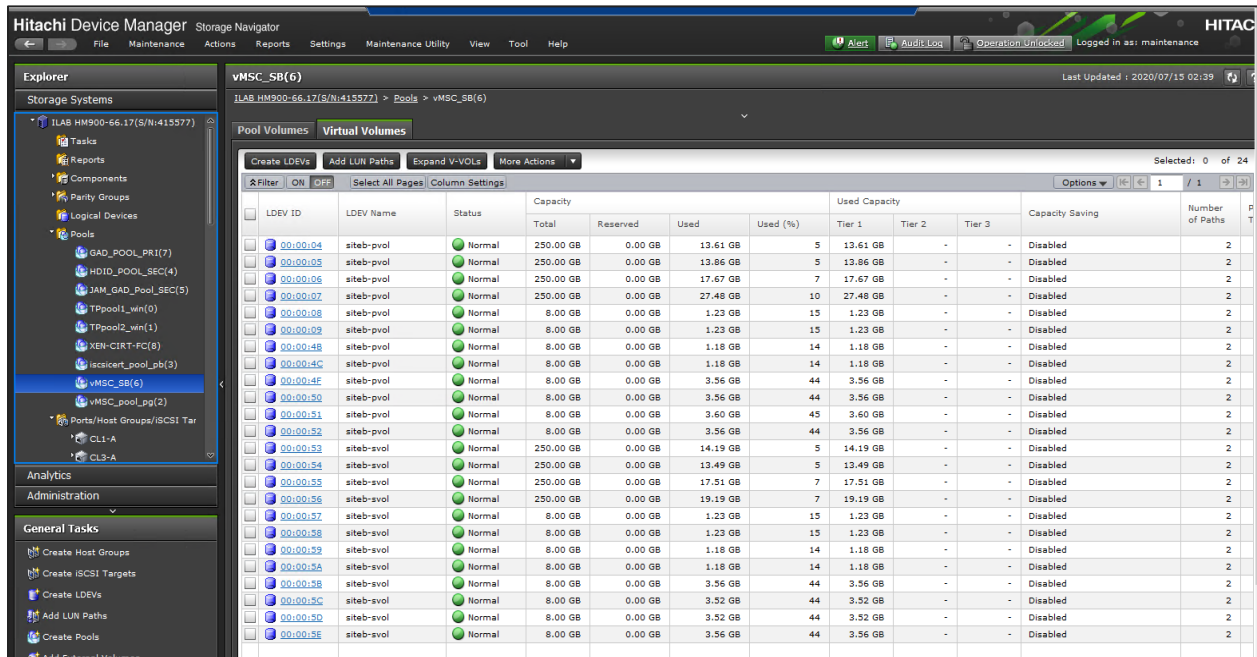 Hitachi Device Manager Storage Navigator
HITAC
File Maintenance Actions Reports Settings Maintenance Utility View Tool Help
Alert Audit Log Operation Unlocked Logged in as: maintenance
Explorer
Storage Systems
ILAB HM900-66.17(S/N:415577)
Tasks
Reports
Components
Parity Groups
Logical Devices
Pools
GAD_POOL_PRI(7)
HDID_POOL_SEC(4)
JAM_GAD_Pool_SEC(5)
TPpool1_win(0)
TPpool2_win(1)
XEN-CIRT-FC(8)
iscsicert_pool_pb(3)
vMSC_SB(6)
vMSC_pool_pg(2)
Ports/Host Groups/iSCSI Tar
CL1-A
CL3-A
Analytics
Administration
General Tasks
Create Host Groups
Create iSCSI Targets
Create LDEVs
Add LUN Paths
Create Pools
vMSC_SB(6)
Last Updated : 2020/07/15 02:39
ILAB HM900-66.17(S/N:415577) > Pools > vMSC_SB(6)
Pool Volumes Virtual Volumes
Create LDEVs Add LUN Paths Expand V-VOLs More Actions
Selected: 0 of 24
Filter ON OFF Select All Pages Column Settings
Options 1 / 1
LDEV ID LDEV Name Status Capacity Used Capacity Capacity Saving Number of Paths
Total Reserved Used Used (%) Tier 1 Tier 2 Tier 3
00:00:04 siteb-pvol Normal 250.00 GB 0.00 GB 13.61 GB 5 13.61 GB - - Disabled 2
00:00:05 siteb-pvol Normal 250.00 GB 0.00 GB 13.86 GB 5 13.86 GB - - Disabled 2
00:00:06 siteb-pvol Normal 250.00 GB 0.00 GB 17.67 GB 7 17.67 GB - - Disabled 2
00:00:07 siteb-pvol Normal 250.00 GB 0.00 GB 27.48 GB 10 27.48 GB - - Disabled 2
00:00:08 siteb-pvol Normal 8.00 GB 0.00 GB 1.23 GB 15 1.23 GB - - Disabled 2
00:00:09 siteb-pvol Normal 8.00 GB 0.00 GB 1.23 GB 15 1.23 GB - - Disabled 2
00:00:4B siteb-pvol Normal 8.00 GB 0.00 GB 1.18 GB 14 1.18 GB - - Disabled 2
00:00:4C siteb-pvol Normal 8.00 GB 0.00 GB 1.18 GB 14 1.18 GB - - Disabled 2
00:00:4F siteb-pvol Normal 8.00 GB 0.00 GB 3.56 GB 44 3.56 GB - - Disabled 2
00:00:50 siteb-pvol Normal 8.00 GB 0.00 GB 3.56 GB 44 3.56 GB - - Disabled 2
00:00:51 siteb-pvol Normal 8.00 GB 0.00 GB 3.60 GB 45 3.60 GB - - Disabled 2
00:00:52 siteb-pvol Normal 8.00 GB 0.00 GB 3.56 GB 44 3.56 GB - - Disabled 2
00:00:53 siteb-svol Normal 250.00 GB 0.00 GB 14.19 GB 5 14.19 GB - - Disabled 2
00:00:54 siteb-svol Normal 250.00 GB 0.00 GB 13.49 GB 5 13.49 GB - - Disabled 2
00:00:55 siteb-svol Normal 250.00 GB 0.00 GB 17.51 GB 7 17.51 GB - - Disabled 2
00:00:56 siteb-svol Normal 250.00 GB 0.00 GB 19.19 GB 7 19.19 GB - - Disabled 2
00:00:57 siteb-svol Normal 8.00 GB 0.00 GB 1.23 GB 15 1.23 GB - - Disabled 2
00:00:58 siteb-svol Normal 8.00 GB 0.00 GB 1.23 GB 15 1.23 GB - - Disabled 2
00:00:59 siteb-svol Normal 8.00 GB 0.00 GB 1.18 GB 14 1.18 GB - - Disabled 2
00:00:5A siteb-svol Normal 8.00 GB 0.00 GB 1.18 GB 14 1.18 GB - - Disabled 2
00:00:5B siteb-svol Normal 8.00 GB 0.00 GB 3.56 GB 44 3.56 GB - - Disabled 2
00:00:5C siteb-svol Normal 8.00 GB 0.00 GB 3.52 GB 44 3.52 GB - - Disabled 2
00:00:5D siteb-svol Normal 8.00 GB 0.00 GB 3.52 GB 44 3.52 GB - - Disabled 2
00:00:5E siteb-svol Normal 8.00 GB 0.00 GB 3.56 GB 44 3.56 GB - - Disabled 2